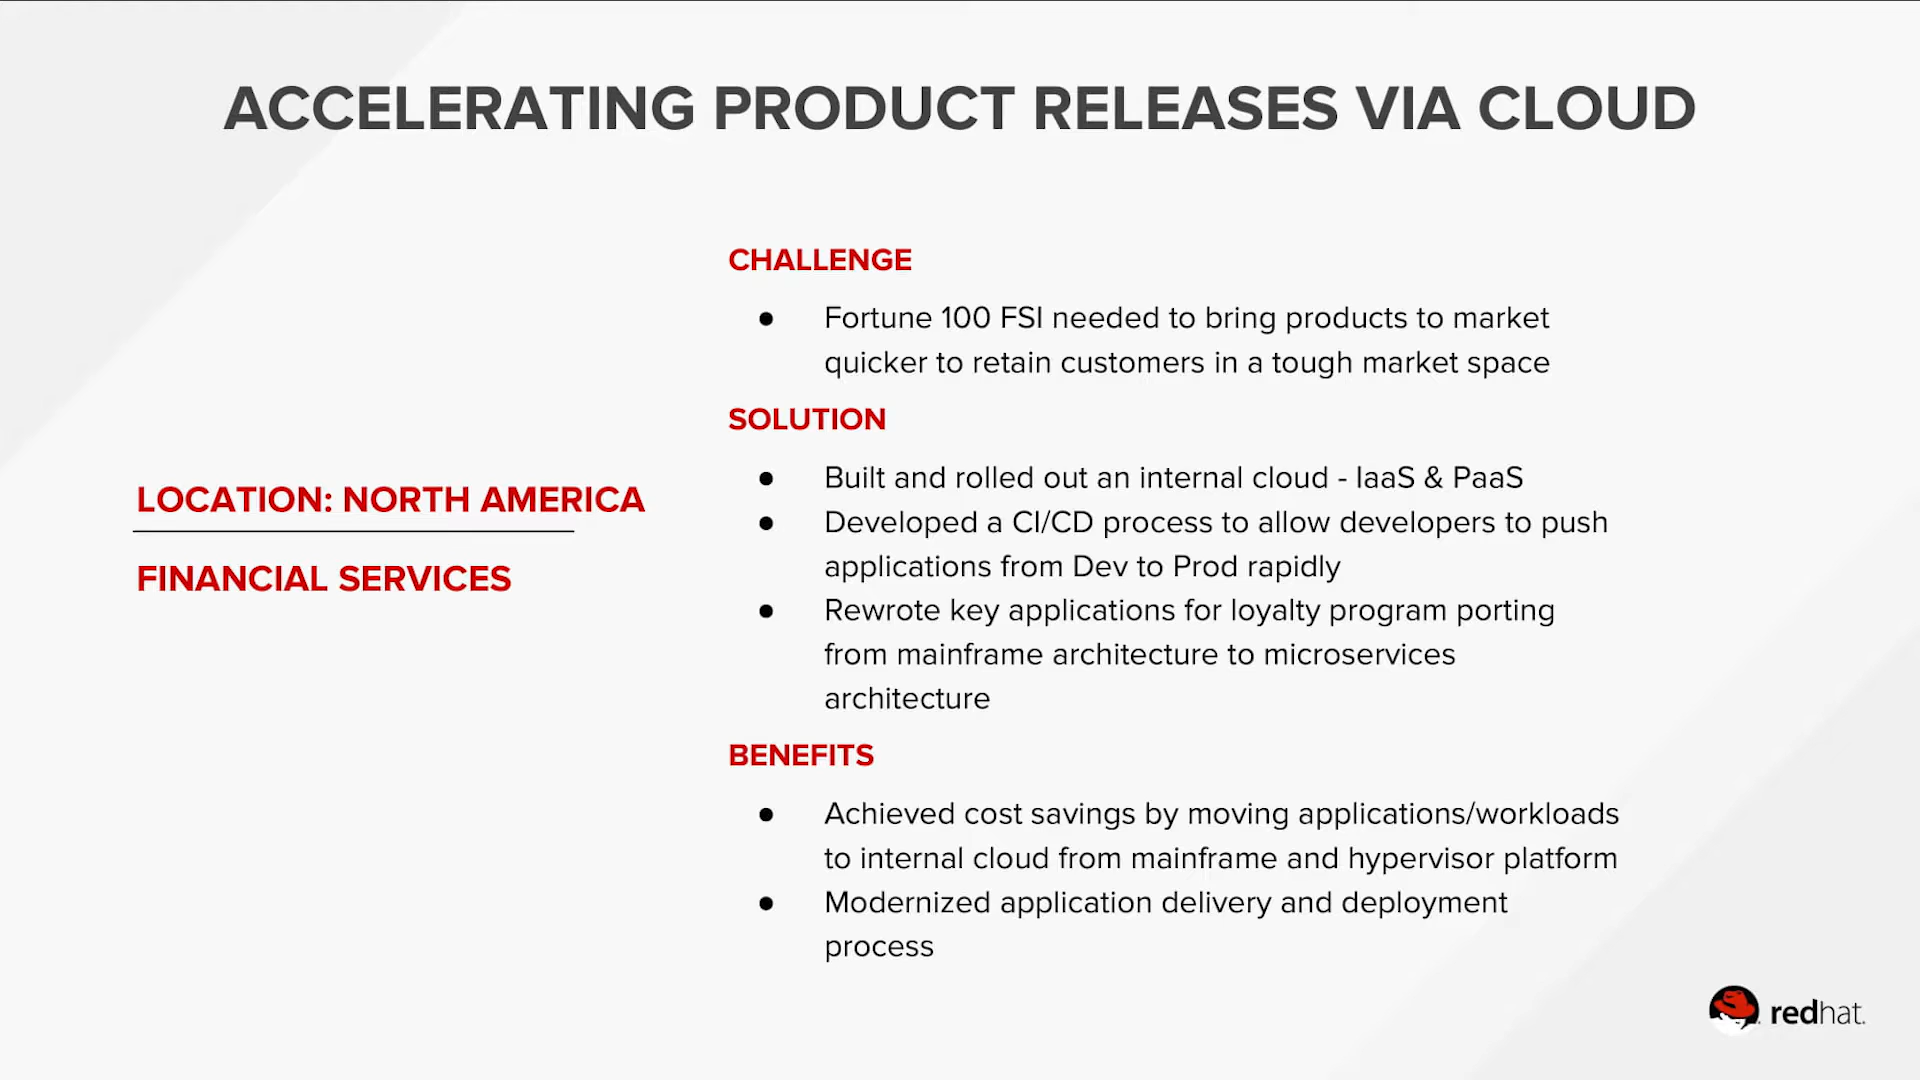 ACCELERATING PRODUCT RELEASES VIA CLOUD
LOCATION: NORTH AMERICA
FINANCIAL SERVICES
CHALLENGE
● Fortune 100 FSI needed to bring products to market
quicker to retain customers in a tough market space
SOLUTION
● Built and rolled out an internal cloud - IaaS & PaaS
● Developed a CI/CD process to allow developers to push
applications from Dev to Prod rapidly
● Rewrote key applications for loyalty program porting
from mainframe architecture to microservices
architecture
BENEFITS
● Achieved cost savings by moving applications/workloads
to internal cloud from mainframe and hypervisor platform
● Modernized application delivery and deployment
process
redhat.